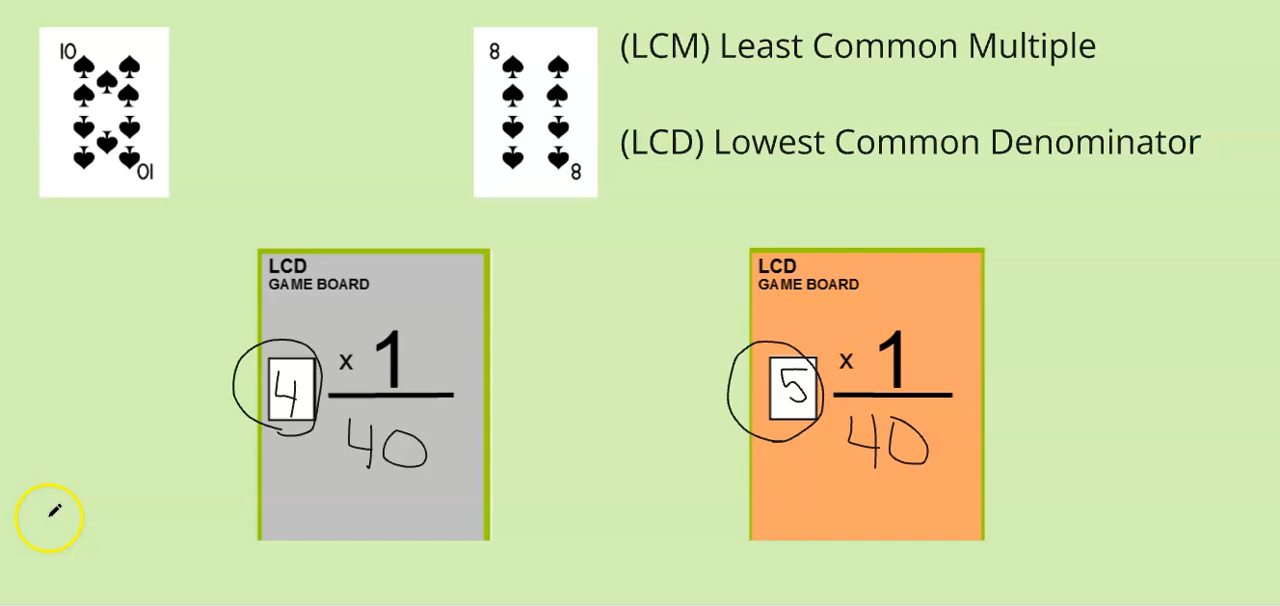 10
10
8
8
(LCM) Least Common Multiple
(LCD) Lowest Common Denominator
LCD
GAME BOARD
4 x 1
40
LCD
GAME BOARD
5 x 1
40